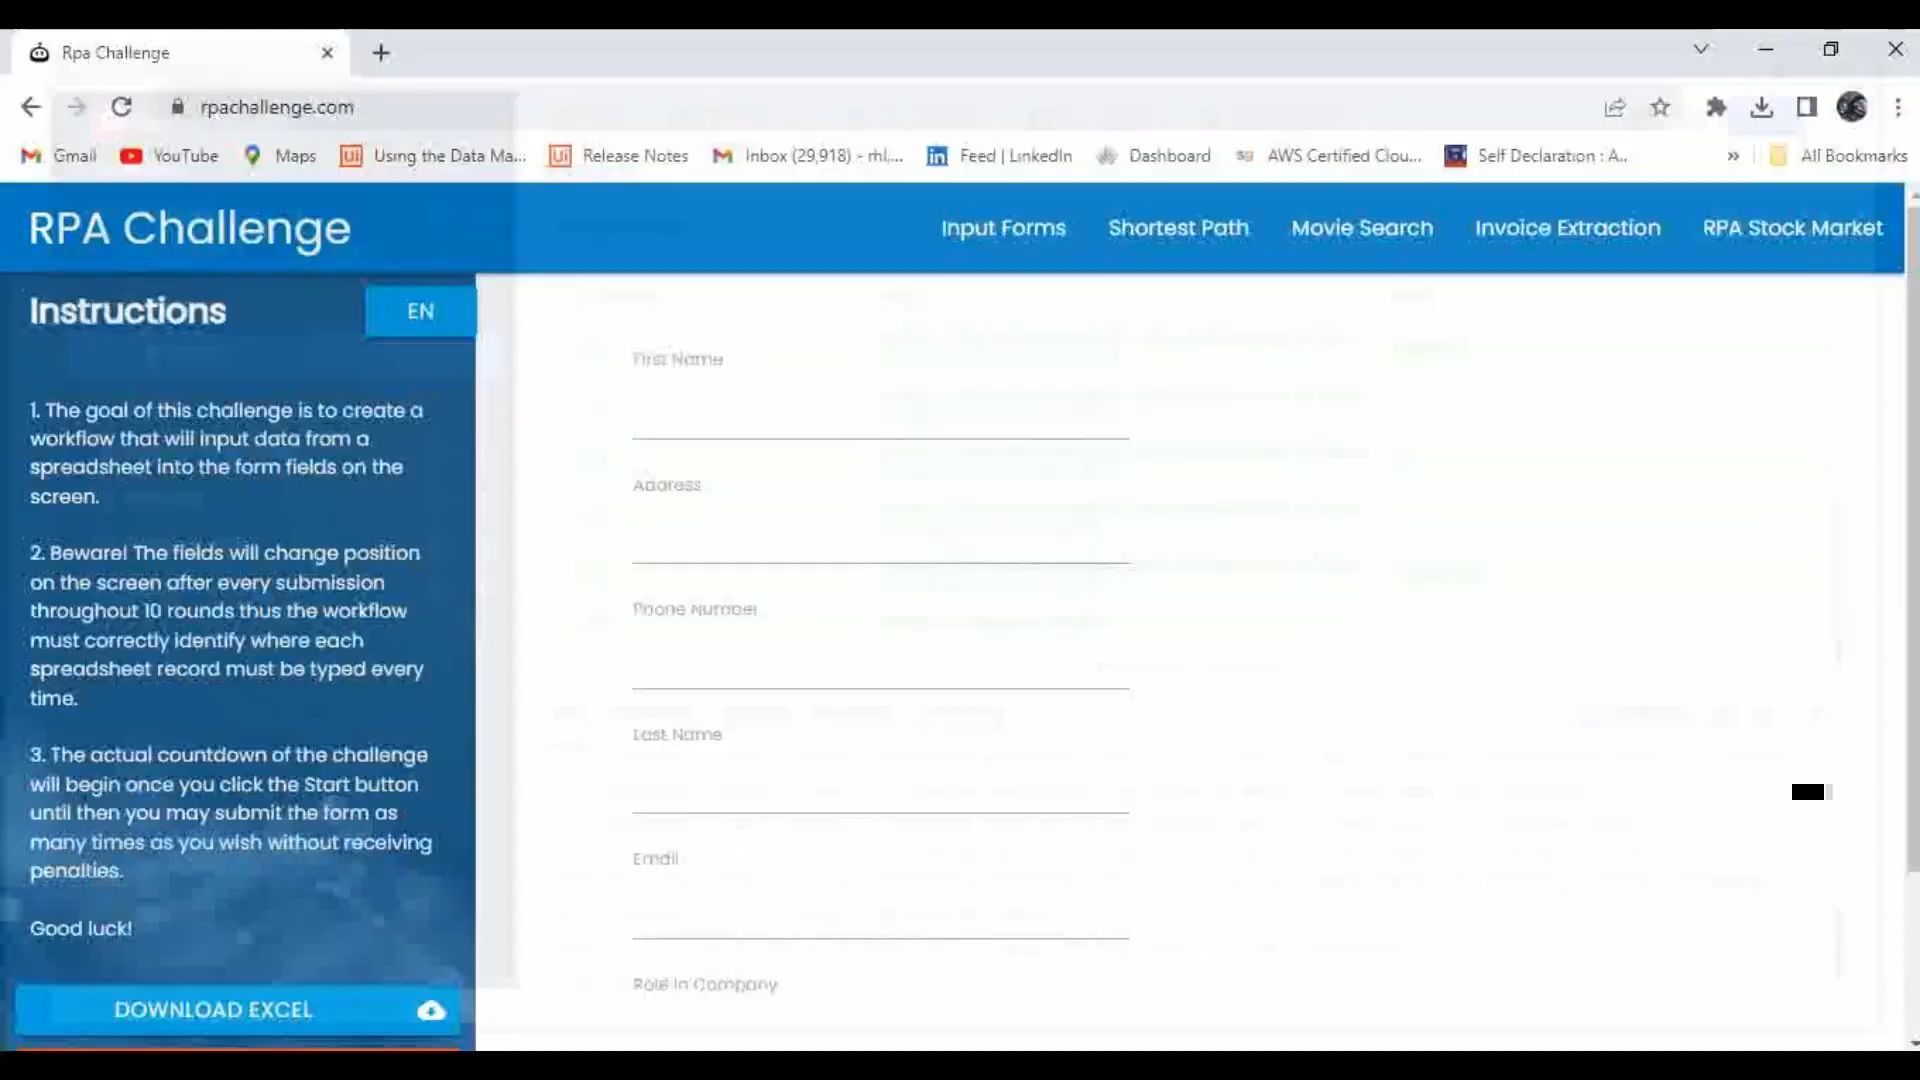 Rpa Challenge
rpachallenge.com
Gmail YouTube Maps Using the Data Ma... Release Notes Inbox (29,918) - rhl,... Feed | LinkedIn Dashboard AWS Certified Clou... Self Declaration : A... » All Bookmarks
RPA Challenge Input Forms Shortest Path Movie Search Invoice Extraction RPA Stock Market
Instructions EN
1. The goal of this challenge is to create a
workflow that will input data from a
spreadsheet into the form fields on the
screen.
2. Beware! The fields will change position
on the screen after every submission
throughout 10 rounds thus the workflow
must correctly identify where each
spreadsheet record must be typed every
time.
3. The actual countdown of the challenge
will begin once you click the Start button
until then you may submit the form as
many times as you wish without receiving
penalties.
Good luck!
DOWNLOAD EXCEL
First Name
Address
Phone Number
Last Name
Email
Role in Company